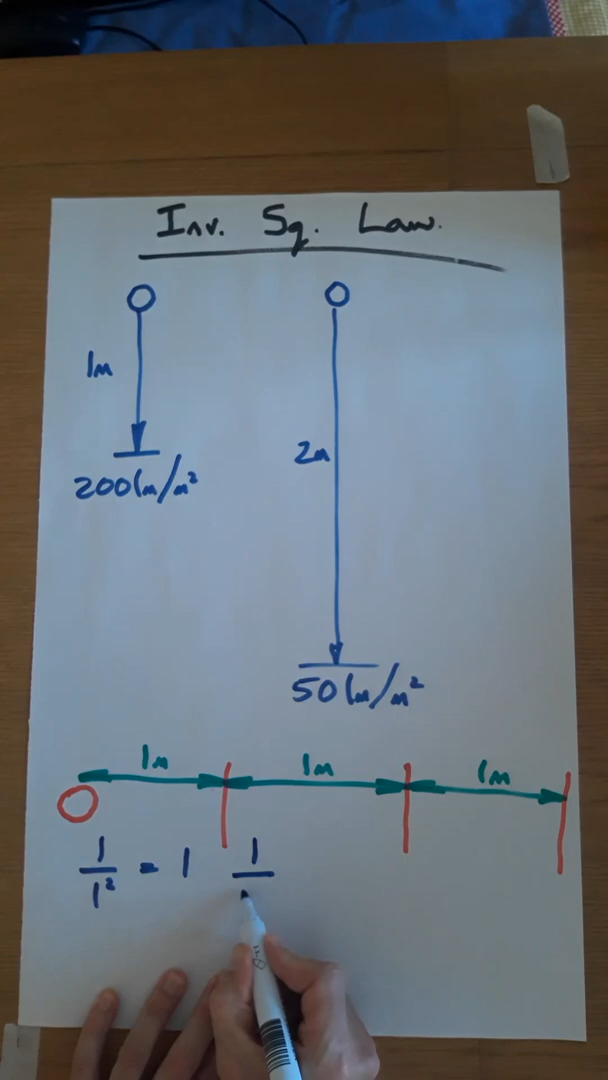 Inv. Sq. Law.
1m
2m
200lm/m²
50lm/m²
1m 1m 1m
1/1² = 1 1/